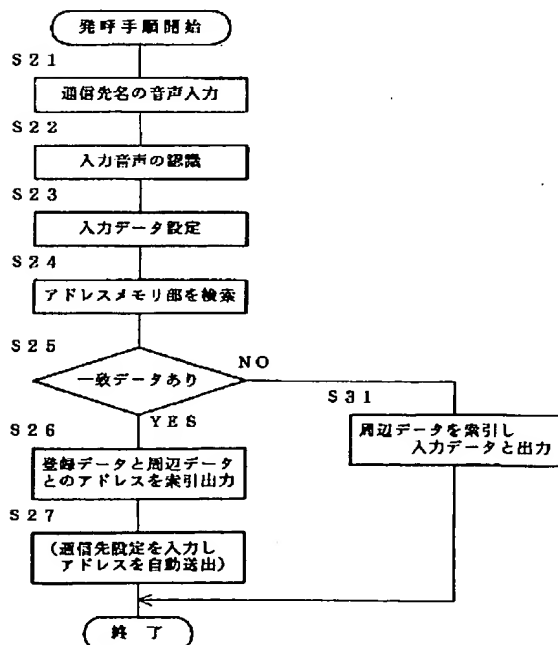 発呼手順開始
S21
通信先名の音声入力
S22
入力音声の認識
S23
入力データ設定
S24
アドレスメモリ部を検索
S25
一致データあり
NO
YES
S31
周辺データを索引し
入力データと出力
S26
登録データと周辺データ
とのアドレスを索引出力
S27
(通信先設定を入力し
アドレスを自動送出)
終了